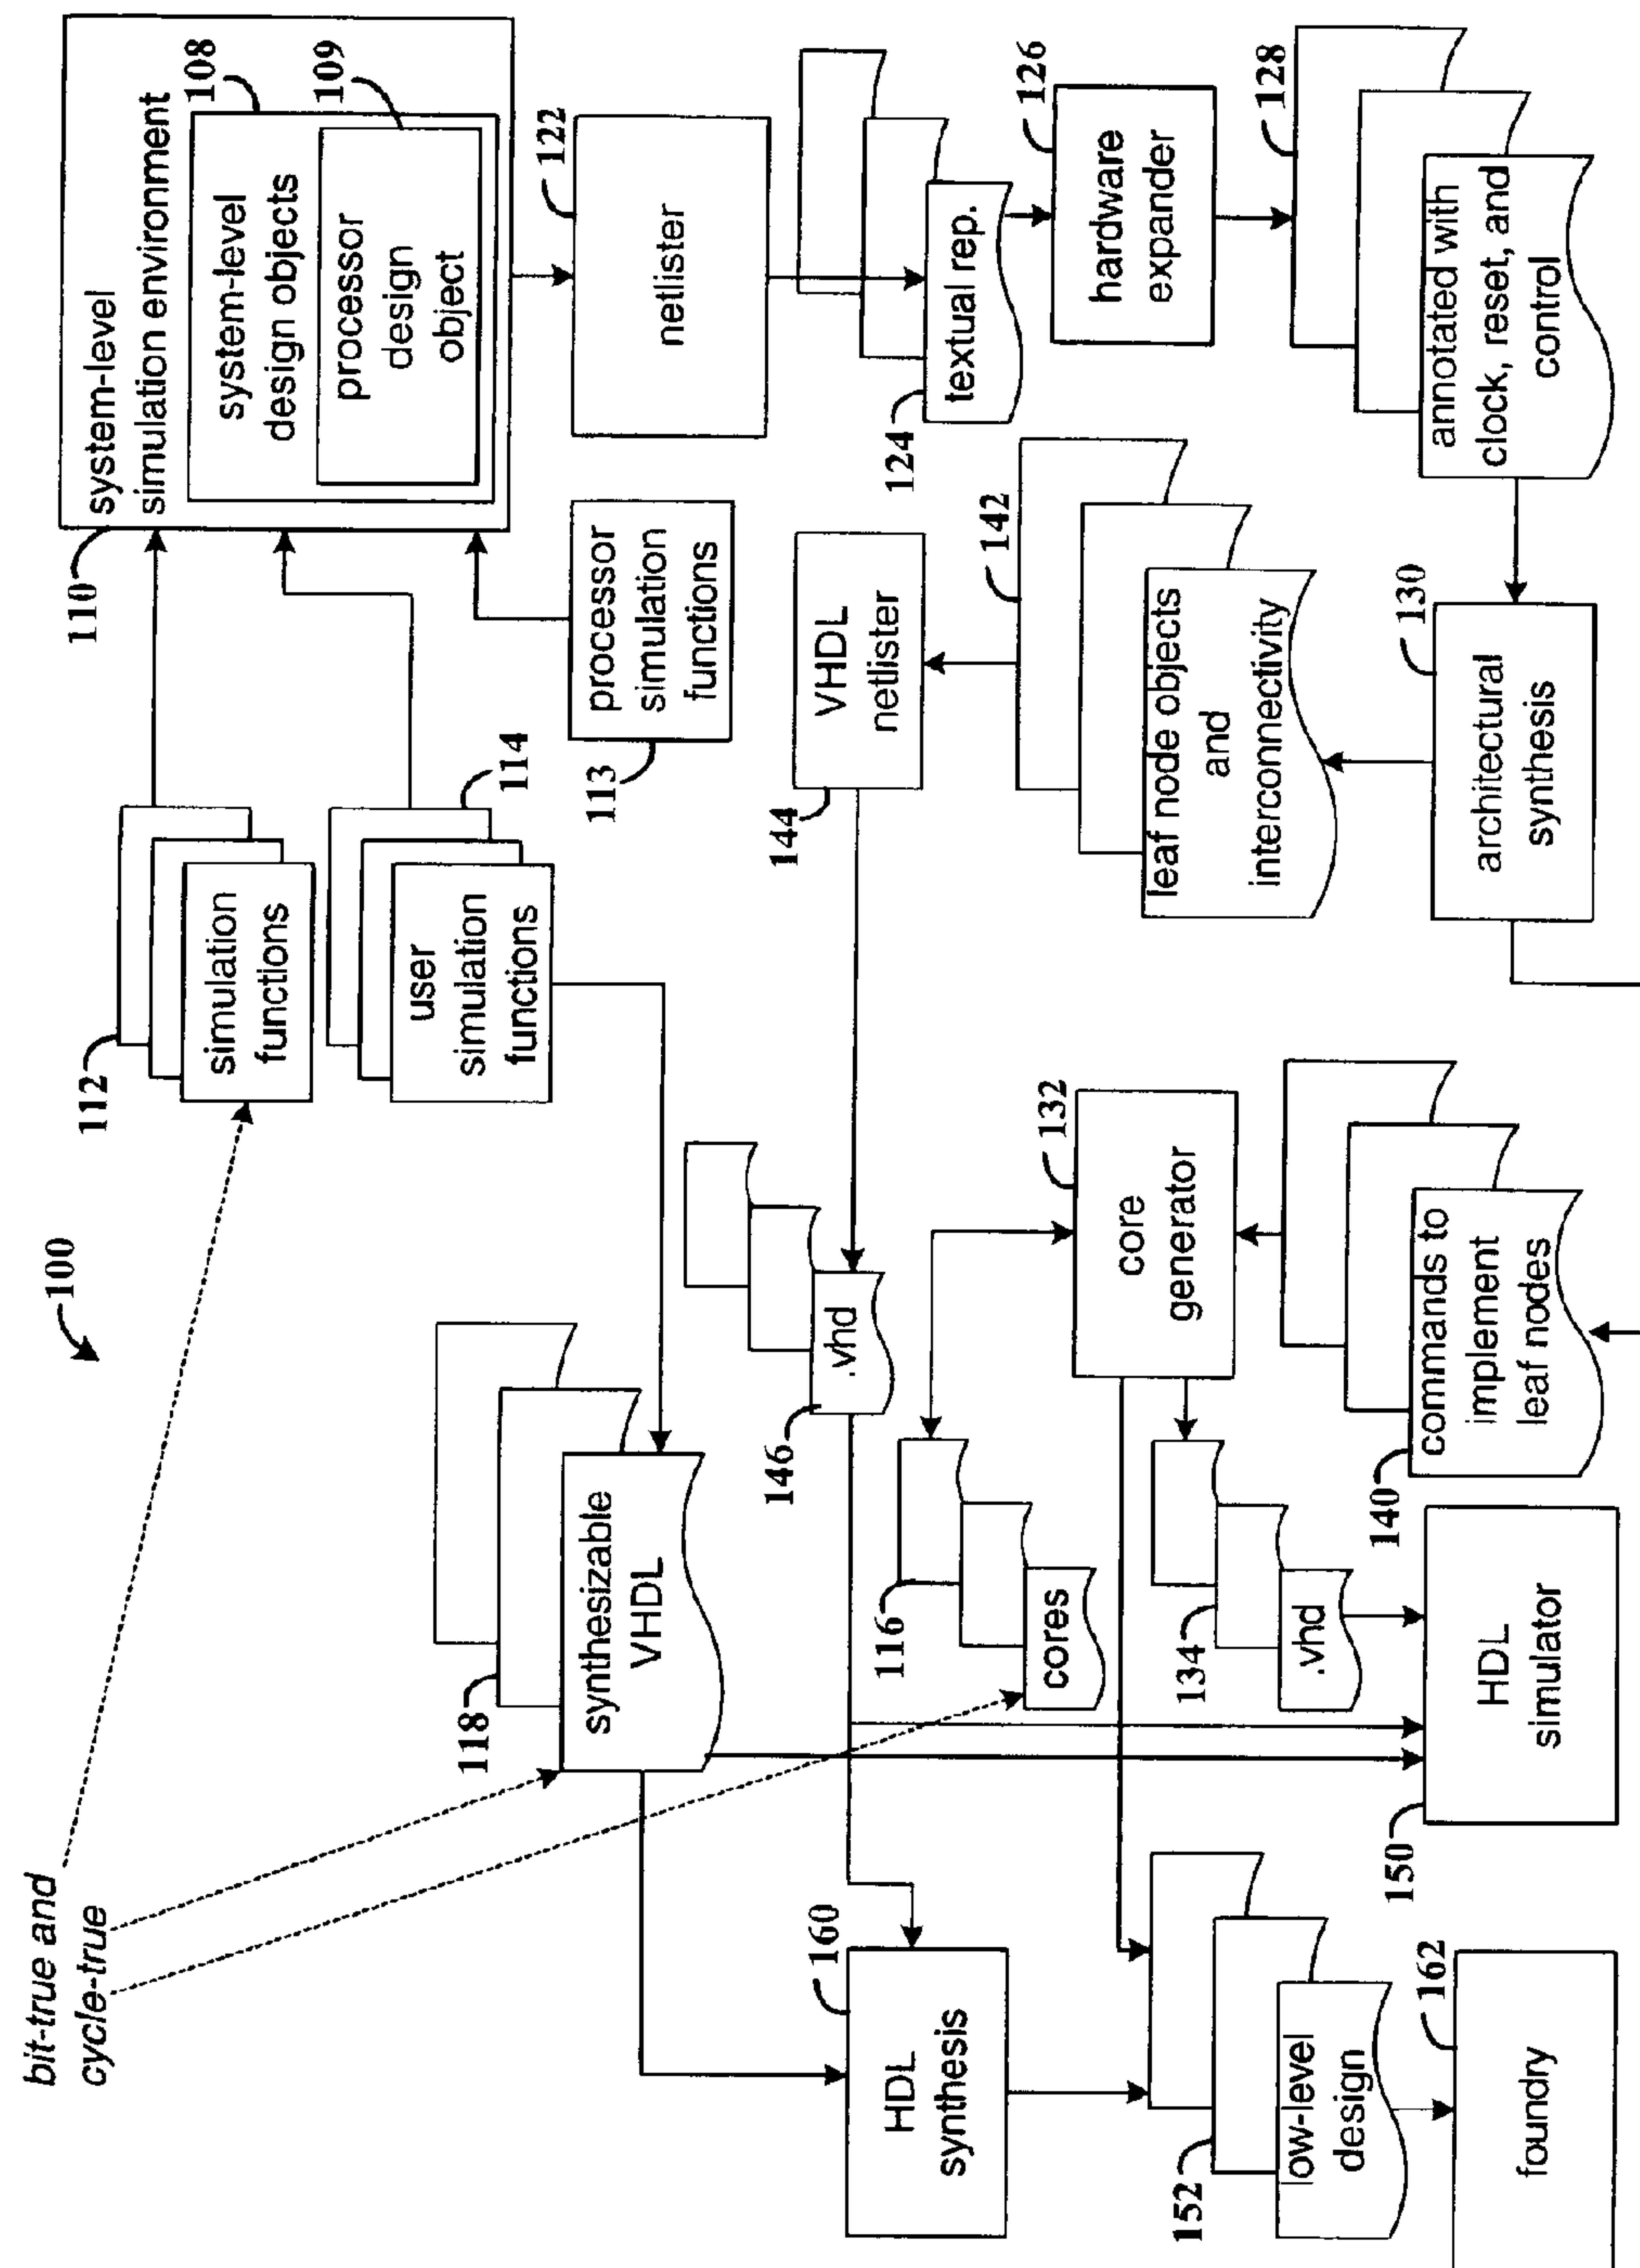 bit-true and
cycle-true
100
112
simulation
functions
110
system-level
simulation environment
108
system-level
design objects
109
processor
design
object
114
user
simulation
functions
113
processor
simulation
functions
122
netlister
118
synthesizable
VHDL
146
.vhd
144
VHDL
netlister
124
textual rep.
126
hardware
expander
160
HDL
synthesis
116
cores
132
core
generator
142
leaf node objects
and
interconnectivity
128
annotated with
clock, reset, and
control
152
low-level
design
134
.vhd
140
commands to
implement
leaf nodes
130
architectural
synthesis
162
foundry
150
HDL
simulator